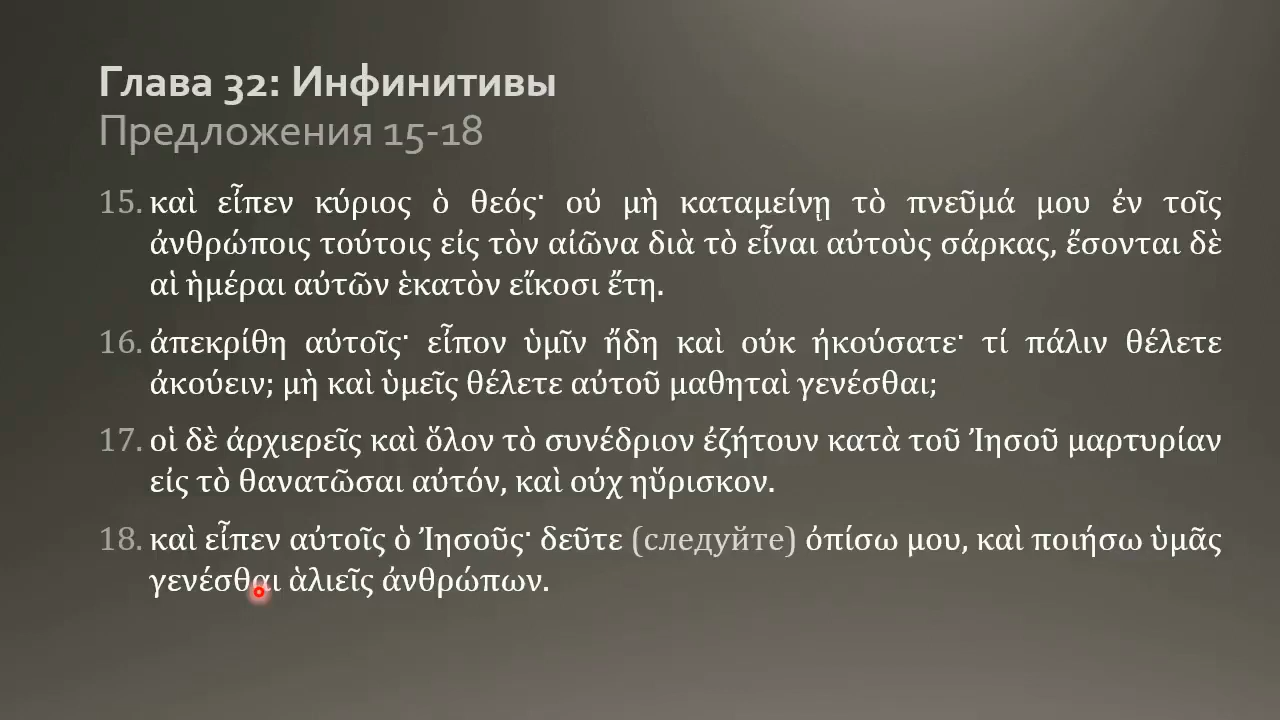 Глава 32: Инфинитивы
Предложения 15-18
15. καὶ εἶπεν κύριος ὁ θεός· οὐ μὴ καταμείνῃ τὸ πνεῦμά μου ἐν τοῖς
ἀνθρώποις τούτοις εἰς τὸν αἰῶνα διὰ τὸ εἶναι αὐτοὺς σάρκας, ἔσονται δὲ
αἱ ἡμέραι αὐτῶν ἑκατὸν εἴκοσι ἔτη.
16. ἀπεκρίθη αὐτοῖς· εἶπον ὑμῖν ἤδη καὶ οὐκ ἠκούσατε· τί πάλιν θέλετε
ἀκούειν; μὴ καὶ ὑμεῖς θέλετε αὐτοῦ μαθηταὶ γενέσθαι;
17. οἱ δὲ ἀρχιερεῖς καὶ ὅλον τὸ συνέδριον ἐζήτουν κατὰ τοῦ Ἰησοῦ μαρτυρίαν
εἰς τὸ θανατῶσαι αὐτόν, καὶ οὐχ ηὕρισκον.
18. καὶ εἶπεν αὐτοῖς ὁ Ἰησοῦς· δεῦτε (следуйте) ὀπίσω μου, καὶ ποιήσω ὑμᾶς
γενέσθαι ἁλιεῖς ἀνθρώπων.